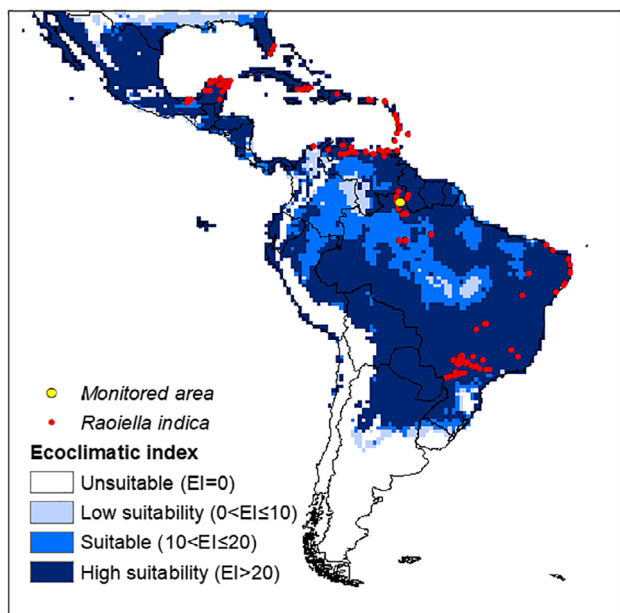 Monitored area
Raoiella indica
Ecoclimatic index
Unsuitable (EI=0)
Low suitability (0<EI≤10)
Suitable (10<EI≤20)
High suitability (EI>20)